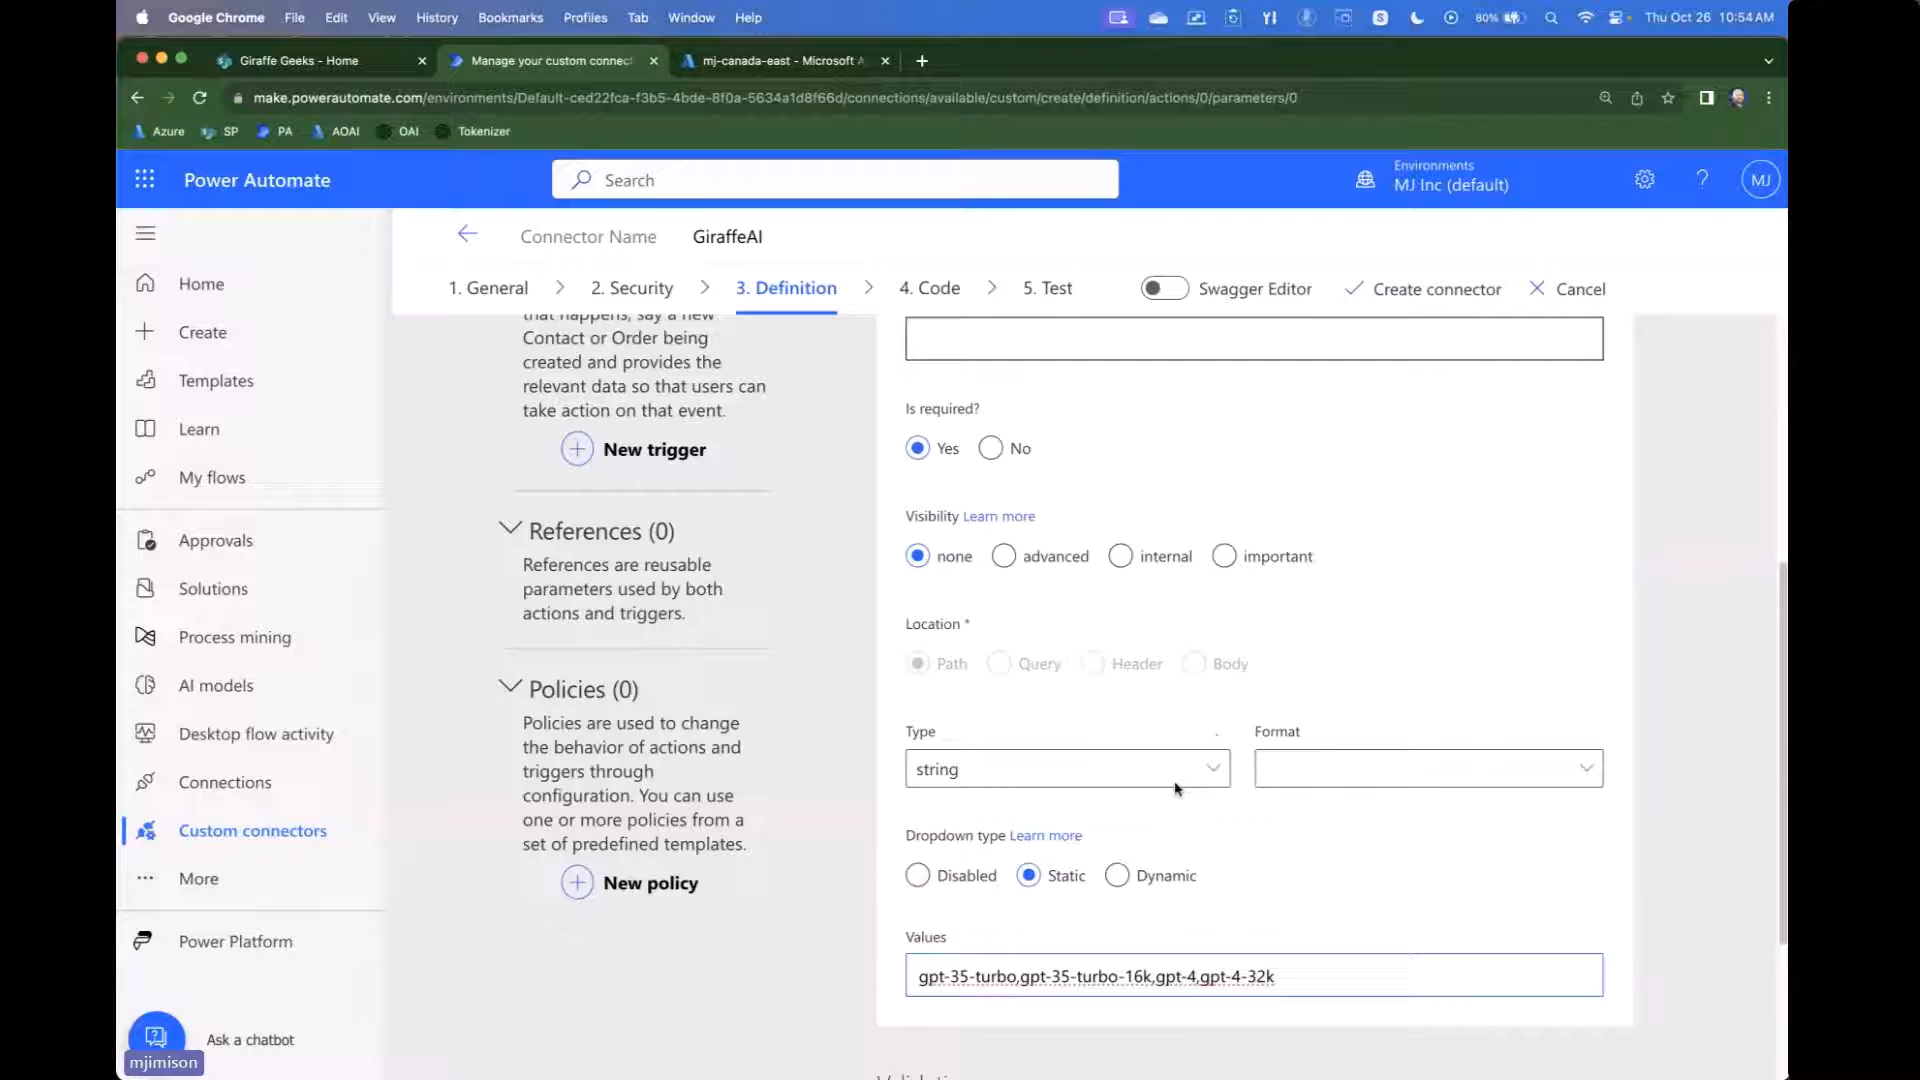 Google Chrome File Edit View History Bookmarks Profiles Tab Window Help
80%
Thu Oct 26 10:54 AM
Giraffe Geeks - Home
Manage your custom connec
mj-canada-east - Microsoft A
make.powerautomate.com/environments/Default-ced22fca-f3b5-4bde-8f0a-5634a1d8f66d/connections/available/custom/create/definition/actions/0/parameters/0
Azure SP PA AOAI OAI Tokenizer
Power Automate
Search
Environments
MJ Inc (default)
MJ
Home
Create
Templates
Learn
My flows
Approvals
Solutions
Process mining
AI models
Desktop flow activity
Connections
Custom connectors
More
Power Platform
Ask a chatbot
mjimison
Connector Name GiraffeAI
1. General 2. Security 3. Definition 4. Code 5. Test Swagger Editor Create connector Cancel
that happens, say a new
Contact or Order being
created and provides the
relevant data so that users can
take action on that event.
New trigger
References (0)
References are reusable
parameters used by both
actions and triggers.
Policies (0)
Policies are used to change
the behavior of actions and
triggers through
configuration. You can use
one or more policies from a
set of predefined templates.
New policy
Is required?
Yes No
Visibility Learn more
none advanced internal important
Location *
Path Query Header Body
Type Format
string
Dropdown type Learn more
Disabled Static Dynamic
Values
gpt-35-turbo,gpt-35-turbo-16k,gpt-4,gpt-4-32k